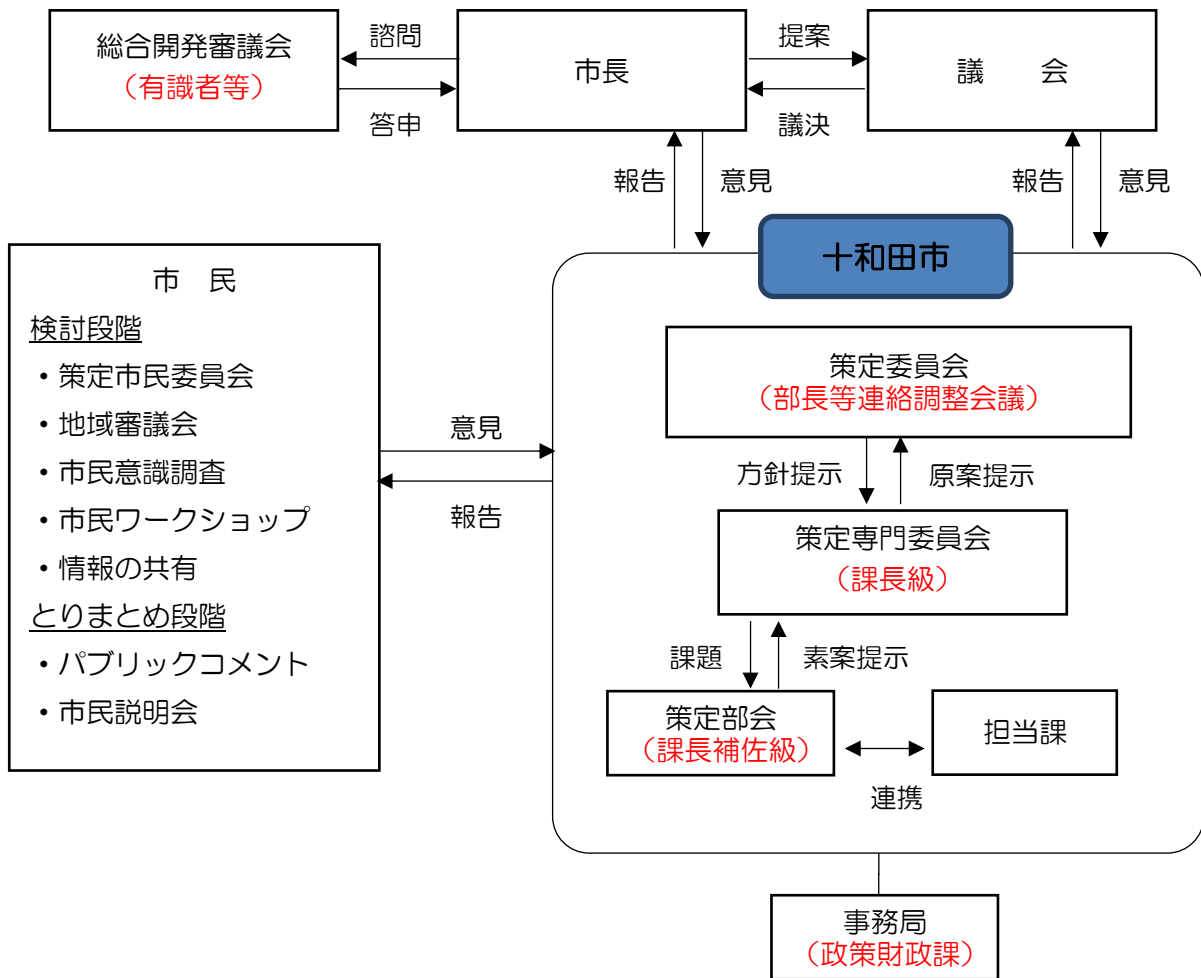 総合開発審議会
（有識者等）
諮問
答申
市長
提案
議決
議　会
報告
意見
報告
意見
十和田市
市　民
検討段階
・策定市民委員会
・地域審議会
・市民意識調査
・市民ワークショップ
・情報の共有
とりまとめ段階
・パブリックコメント
・市民説明会
意見
報告
策定委員会
（部長等連絡調整会議）
方針提示
原案提示
策定専門委員会
（課長級）
課題
素案提示
策定部会
（課長補佐級）
担当課
連携
事務局
（政策財政課）